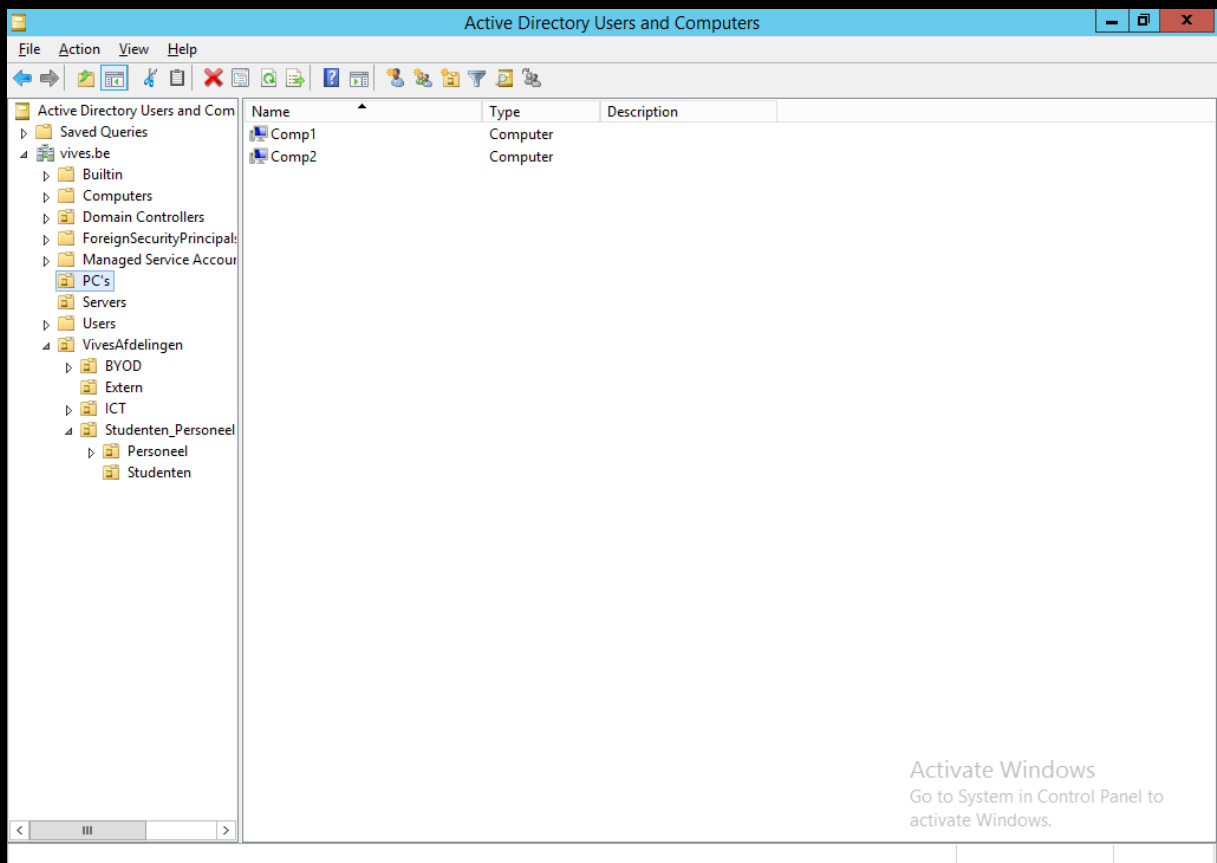 Active Directory Users and Computers
File Action View Help
Active Directory Users and Com
Saved Queries
vives.be
Builtin
Computers
Domain Controllers
ForeignSecurityPrincipals
Managed Service Accour
PC's
Servers
Users
VivesAfdelingen
BYOD
Extern
ICT
Studenten_Personeel
Personeel
Studenten
Name Type Description
Comp1 Computer
Comp2 Computer
Activate Windows
Go to System in Control Panel to
activate Windows.